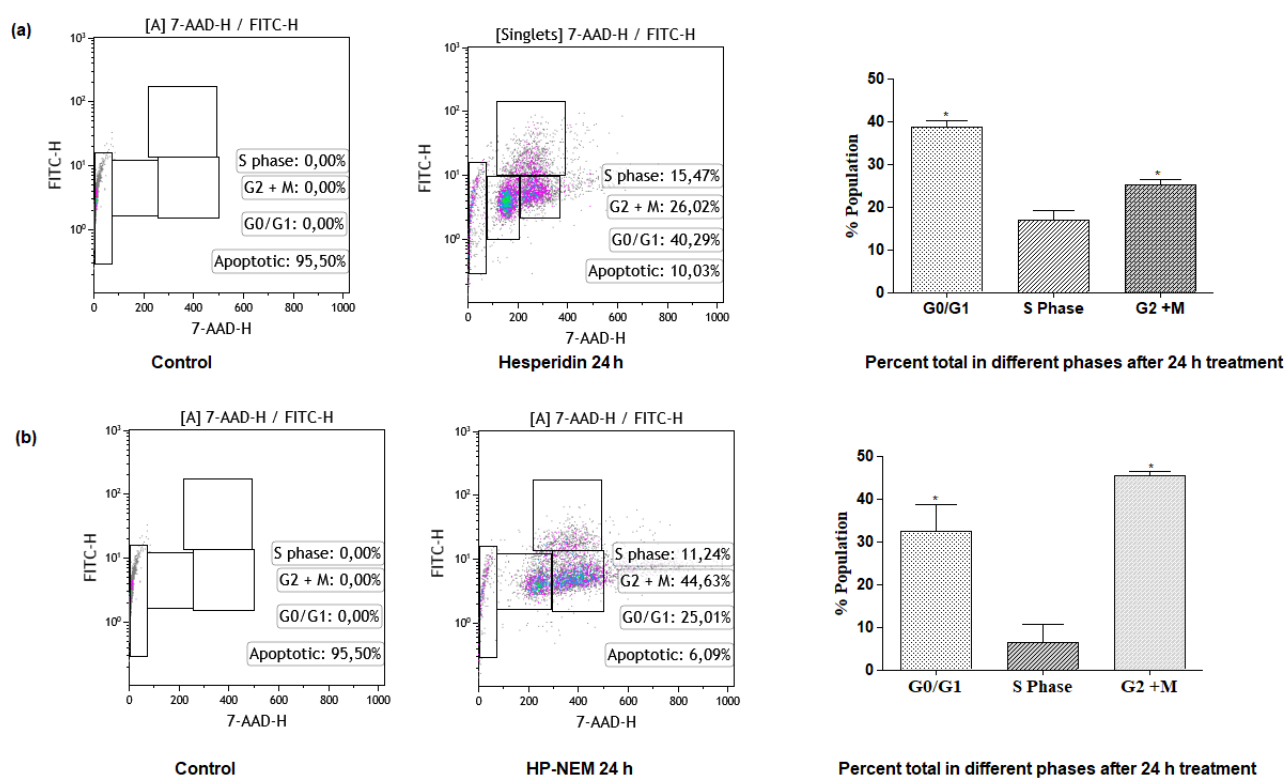 (a)
[A] 7-AAD-H / FITC-H
10³
10²
10¹
10⁰
FITC-H
S phase: 0,00%
G2 + M: 0,00%
G0/G1: 0,00%
Apoptotic: 95,50%
0 200 400 600 800 1000
7-AAD-H
Control
[Singlets] 7-AAD-H / FITC-H
10³
10²
10¹
10⁰
FITC-H
S phase: 15,47%
G2 + M: 26,02%
G0/G1: 40,29%
Apoptotic: 10,03%
0 200 400 600 800 1000
7-AAD-H
Hesperidin 24 h
50
40
30
20
10
0
% Population
* *
G0/G1 S Phase G2 +M
Percent total in different phases after 24 h treatment
(b)
[A] 7-AAD-H / FITC-H
10³
10²
10¹
10⁰
FITC-H
S phase: 0,00%
G2 + M: 0,00%
G0/G1: 0,00%
Apoptotic: 95,50%
0 200 400 600 800 1000
7-AAD-H
Control
[A] 7-AAD-H / FITC-H
10³
10²
10¹
10⁰
FITC-H
S phase: 11,24%
G2 + M: 44,63%
G0/G1: 25,01%
Apoptotic: 6,09%
0 200 400 600 800 1000
7-AAD-H
HP-NEM 24 h
50
40
30
20
10
0
% Population
* *
G0/G1 S Phase G2 +M
Percent total in different phases after 24 h treatment